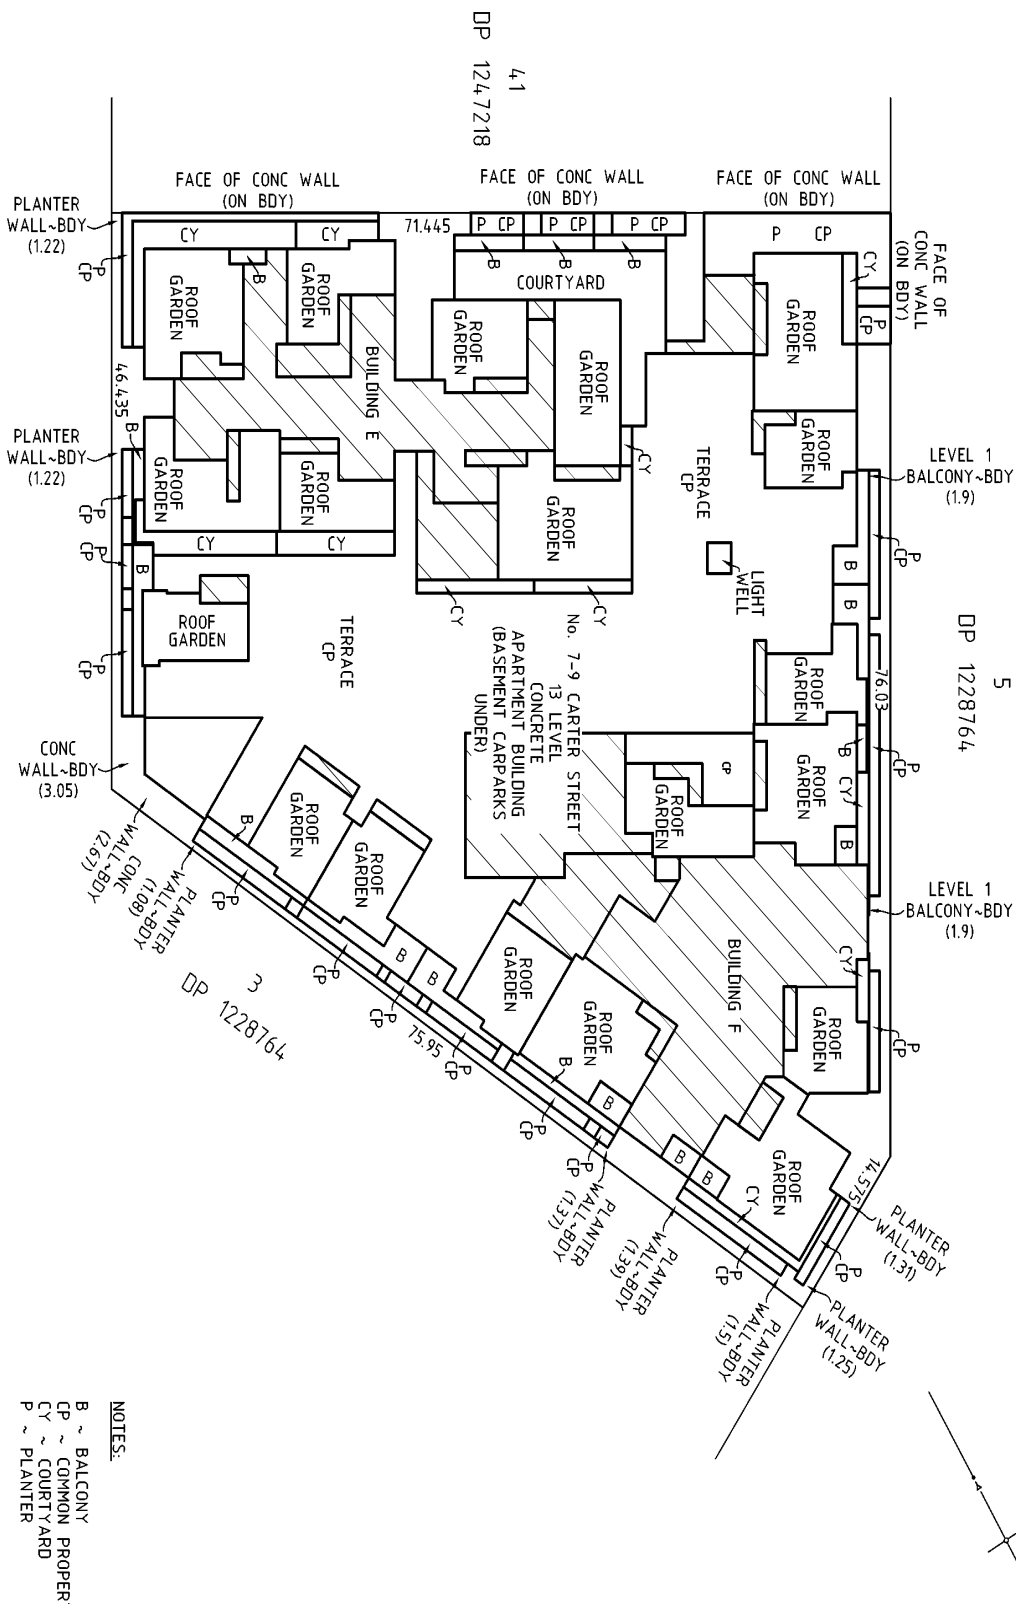 41
DP 1247218
FACE OF CONC WALL
(ON BDY)
FACE OF CONC WALL
(ON BDY)
FACE OF CONC WALL
(ON BDY)
FACE OF
CONC WALL
(ON BDY)
PLANTER
WALL~BDY
(1.22)
P
CP
CY
CY
71.445
P CP
P CP
P CP
B
B
B
COURTYARD
P CP
CY
P
CP
B
ROOF
GARDEN
ROOF
GARDEN
ROOF
GARDEN
ROOF
GARDEN
ROOF
GARDEN
BUILDING E
46.435
PLANTER
WALL~BDY
(1.22)
B
P
CP
ROOF
GARDEN
ROOF
GARDEN
CY
CY
ROOF
GARDEN
CY
TERRACE
CP
ROOF
GARDEN
LEVEL 1
BALCONY~BDY
(1.9)
P
CP
P
CP
B
B
B
LIGHT
WELL
CY
CY
ROOF
GARDEN
P
CP
TERRACE
CP
No. 7-9 CARTER STREET
13 LEVEL
CONCRETE
APARTMENT BUILDING
(BASEMENT CARPARKS
UNDER)
ROOF
GARDEN
76.03
5
DP 1228764
CONC
WALL~BDY
(3.05)
CP
ROOF
GARDEN
ROOF
GARDEN
B
CY
B
P
CP
CONC
WALL~BDY
(2.67)
PLANTER
WALL~BDY
(1.08)
B
P
CP
ROOF
GARDEN
ROOF
GARDEN
P
CP
B
B
P
CP
LEVEL 1
BALCONY~BDY
(1.9)
3
DP 1228764
75.95
P
CP
ROOF
GARDEN
ROOF
GARDEN
BUILDING F
CY
ROOF
GARDEN
P
CP
B
B
P
CP
P
CP
PLANTER
WALL~BDY
(1.37)
B
B
ROOF
GARDEN
CY
14.575
PLANTER
WALL~BDY
(1.39)
P
CP
P
CP
PLANTER
WALL~BDY
(1.31)
PLANTER
WALL~BDY
(1.5)
PLANTER
WALL~BDY
(1.25)
NOTES:
B ~ BALCONY
CP ~ COMMON PROPER
CY ~ COURTYARD
P ~ PLANTER